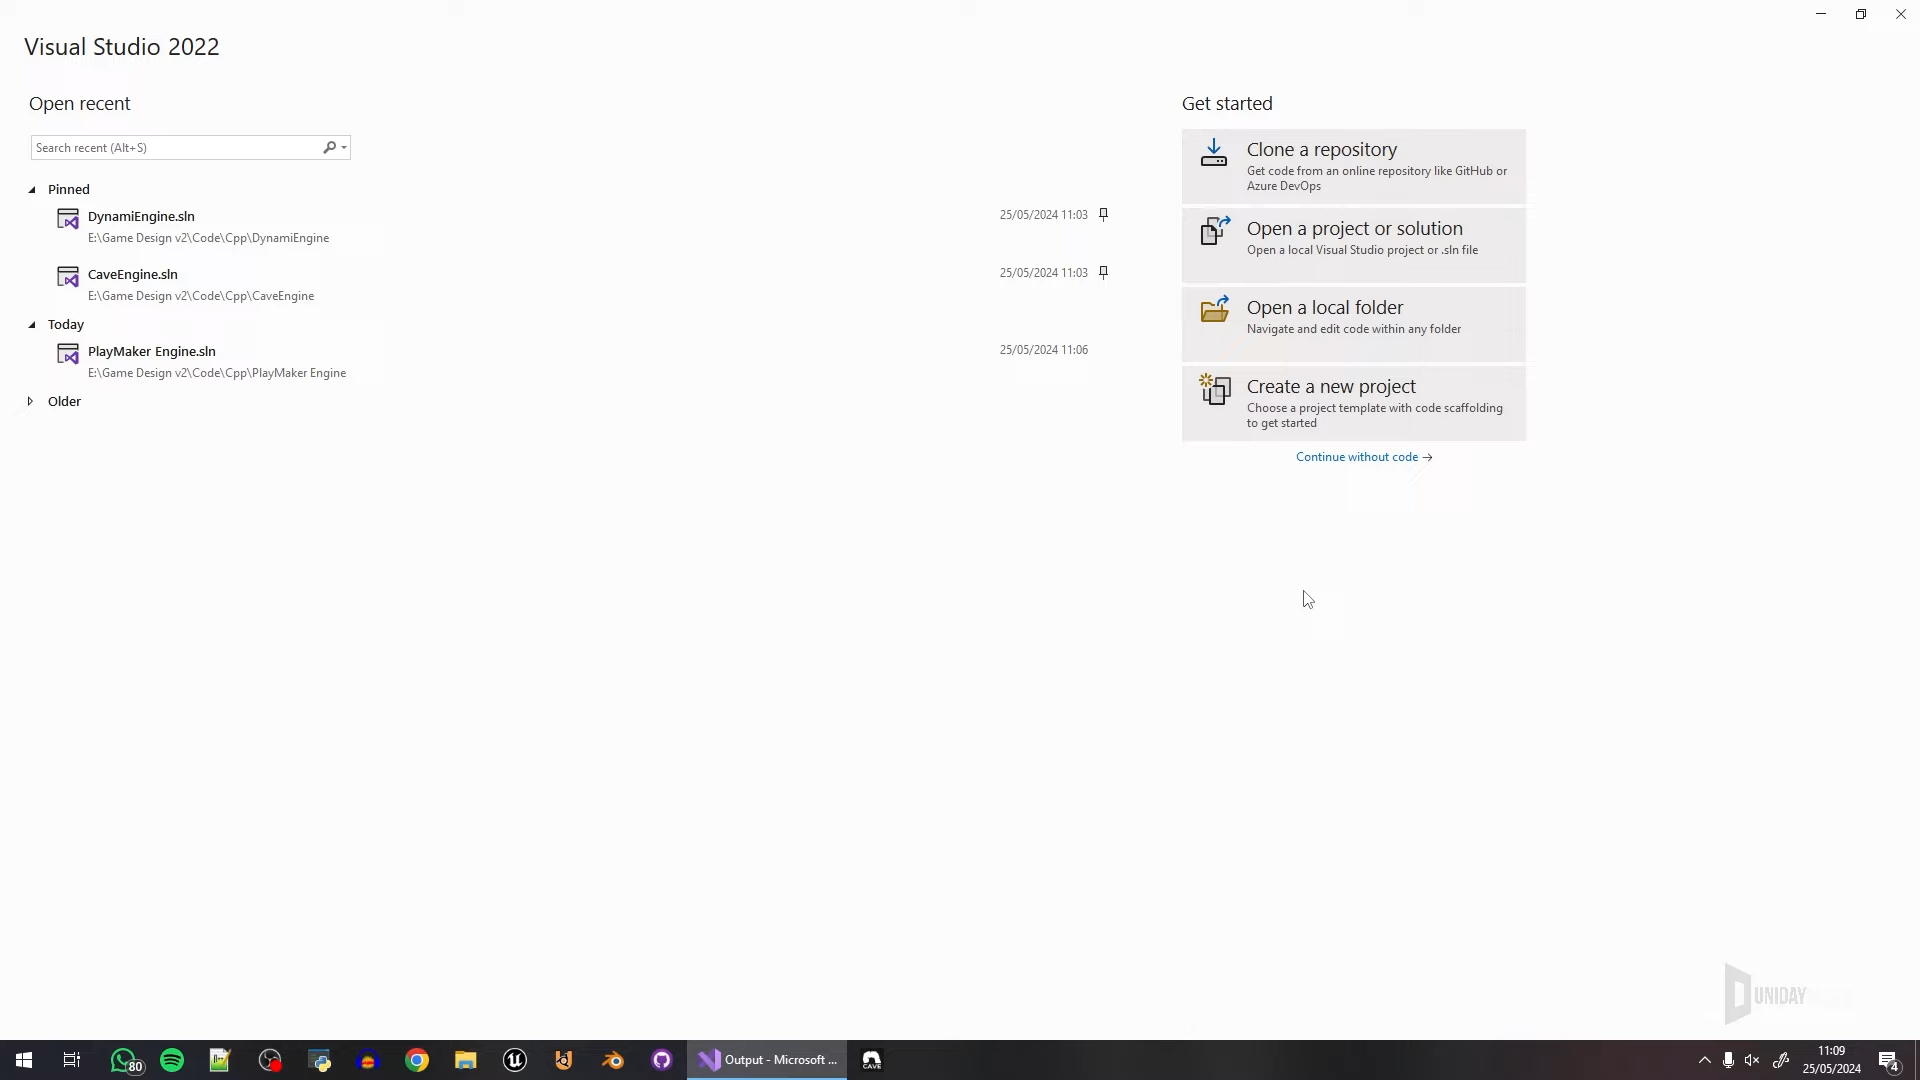 Visual Studio 2022
Open recent
Search recent (Alt+S)
Pinned
DynamiEngine.sln
25/05/2024 11:03
E:\Game Design v2\Code\Cpp\DynamiEngine
CaveEngine.sln
25/05/2024 11:03
E:\Game Design v2\Code\Cpp\CaveEngine
Today
PlayMaker Engine.sln
25/05/2024 11:06
E:\Game Design v2\Code\Cpp\PlayMaker Engine
Older
Get started
Clone a repository
Get code from an online repository like GitHub or
Azure DevOps
Open a project or solution
Open a local Visual Studio project or .sln file
Open a local folder
Navigate and edit code within any folder
Create a new project
Choose a project template with code scaffolding
to get started
Continue without code →
UNIDAY
80
Output - Microsoft ...
CAVE
11:09
25/05/2024
4